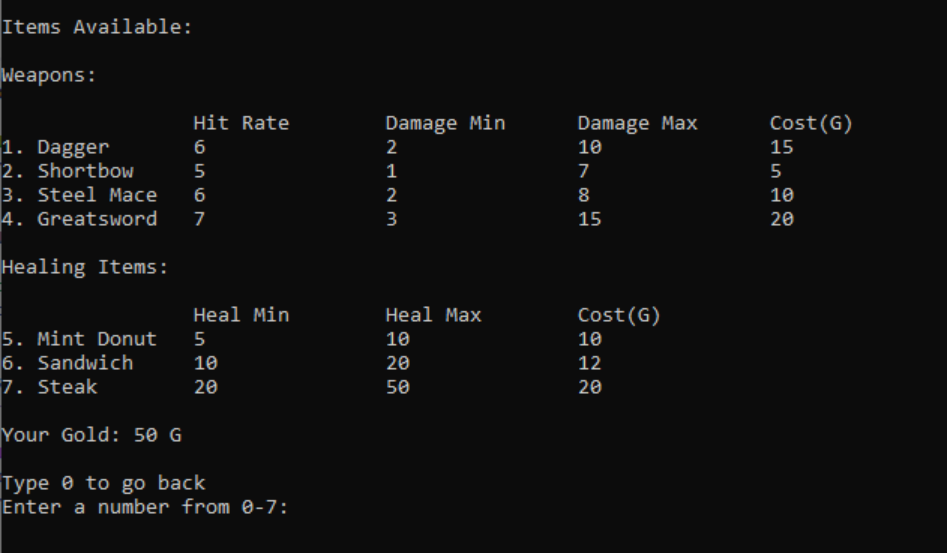 Items Available:
Weapons:
Hit Rate Damage Min Damage Max Cost(G)
1. Dagger 6 2 10 15
2. Shortbow 5 1 7 5
3. Steel Mace 6 2 8 10
4. Greatsword 7 3 15 20
Healing Items:
Heal Min Heal Max Cost(G)
5. Mint Donut 5 10 10
6. Sandwich 10 20 12
7. Steak 20 50 20
Your Gold: 50 G
Type 0 to go back
Enter a number from 0-7: